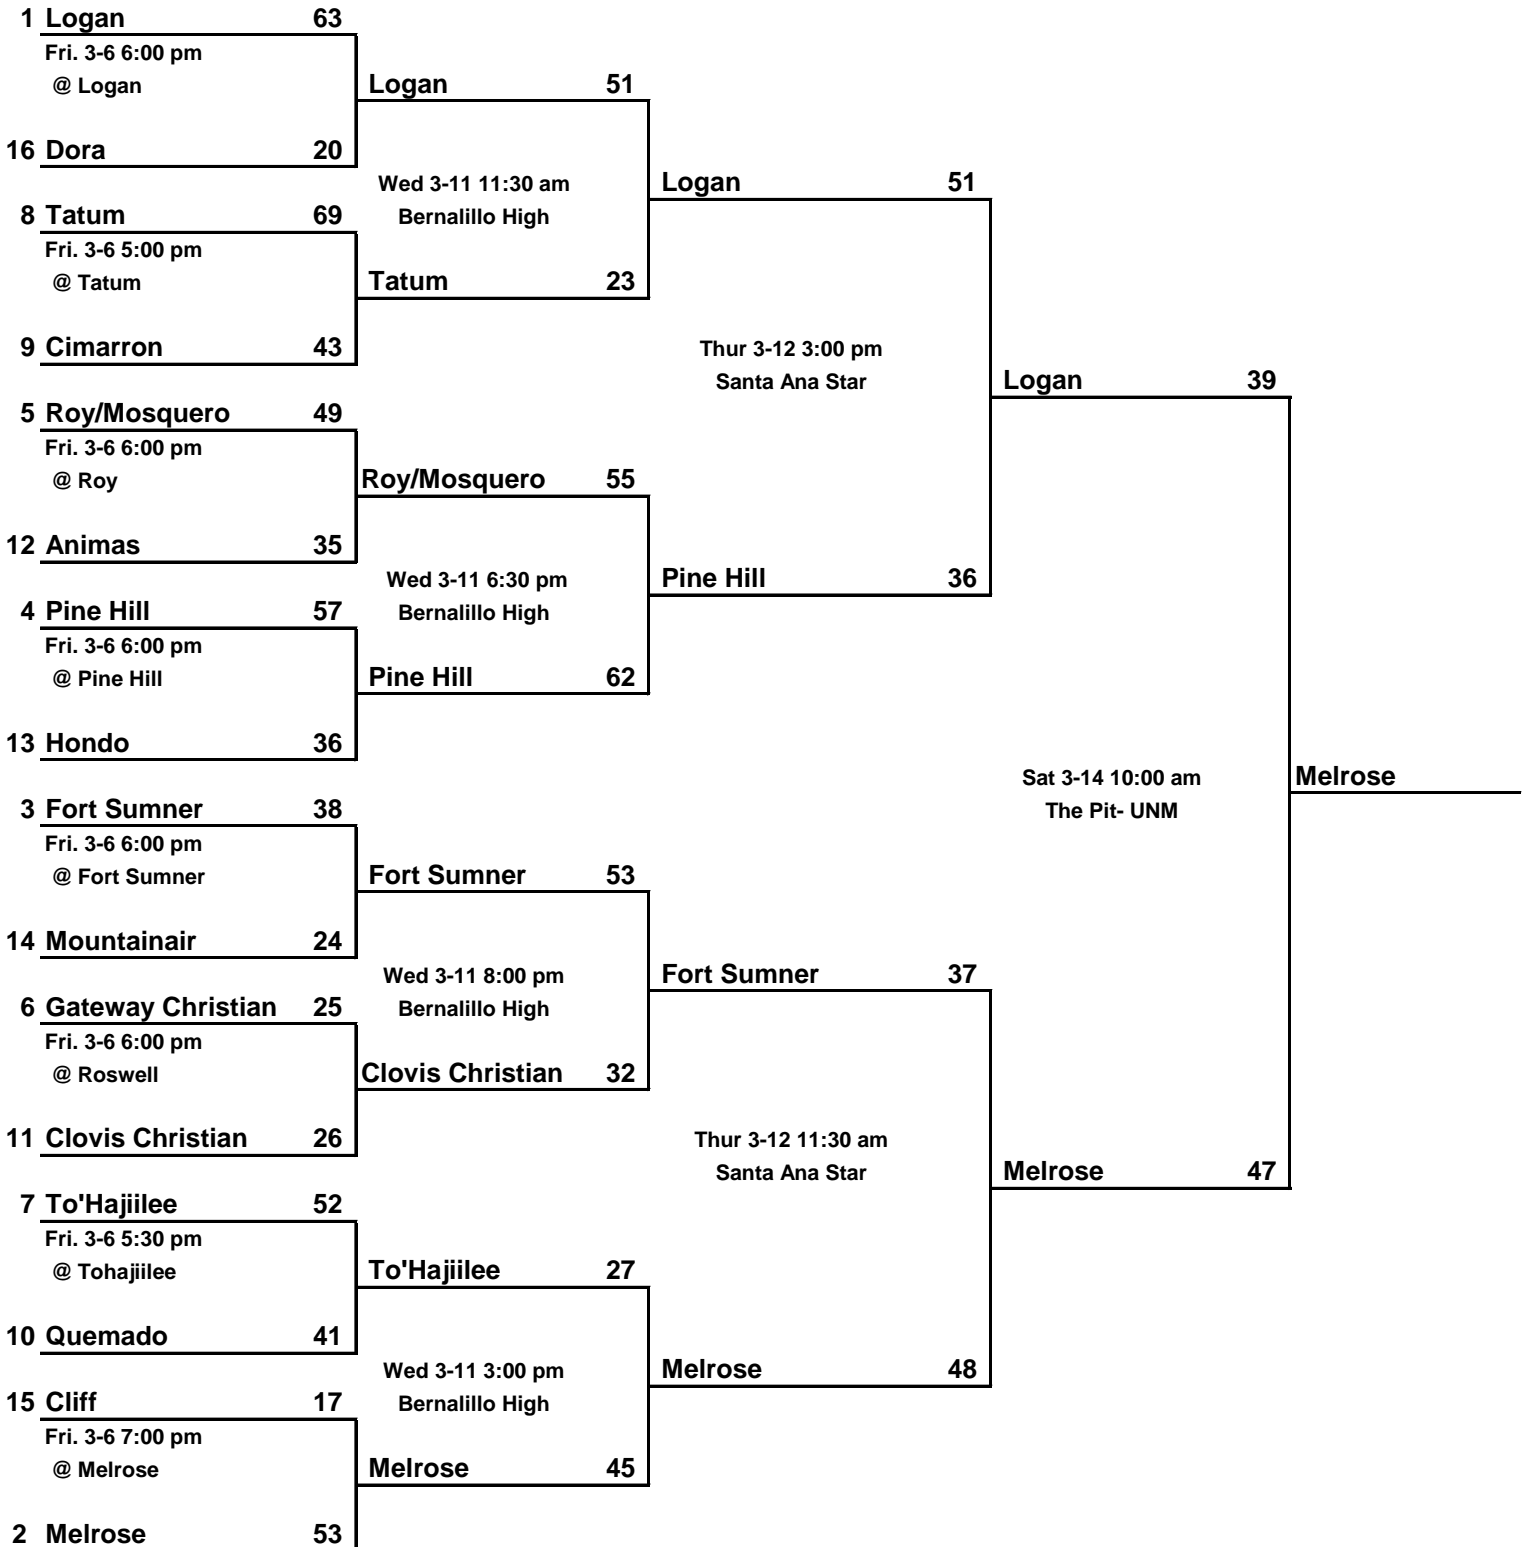 1 Logan 63
Fri. 3-6 6:00 pm
@ Logan
16 Dora 20
8 Tatum 69
Fri. 3-6 5:00 pm
@ Tatum
9 Cimarron 43
5 Roy/Mosquero 49
Fri. 3-6 6:00 pm
@ Roy
12 Animas 35
4 Pine Hill 57
Fri. 3-6 6:00 pm
@ Pine Hill
13 Hondo 36
3 Fort Sumner 38
Fri. 3-6 6:00 pm
@ Fort Sumner
14 Mountainair 24
6 Gateway Christian 25
Fri. 3-6 6:00 pm
@ Roswell
11 Clovis Christian 26
7 To'Hajiilee 52
Fri. 3-6 5:30 pm
@ Tohajiilee
10 Quemado 41
15 Cliff 17
Fri. 3-6 7:00 pm
@ Melrose
2 Melrose 53
Logan 51
Wed 3-11 11:30 am
Bernalillo High
Tatum 23
Roy/Mosquero 55
Wed 3-11 6:30 pm
Bernalillo High
Pine Hill 62
Fort Sumner 53
Wed 3-11 8:00 pm
Bernalillo High
Clovis Christian 32
To'Hajiilee 27
Wed 3-11 3:00 pm
Bernalillo High
Melrose 45
Logan 51
Thur 3-12 3:00 pm
Santa Ana Star
Pine Hill 36
Fort Sumner 37
Thur 3-12 11:30 am
Santa Ana Star
Melrose 48
Logan 39
Sat 3-14 10:00 am
The Pit- UNM
Melrose 47
Melrose